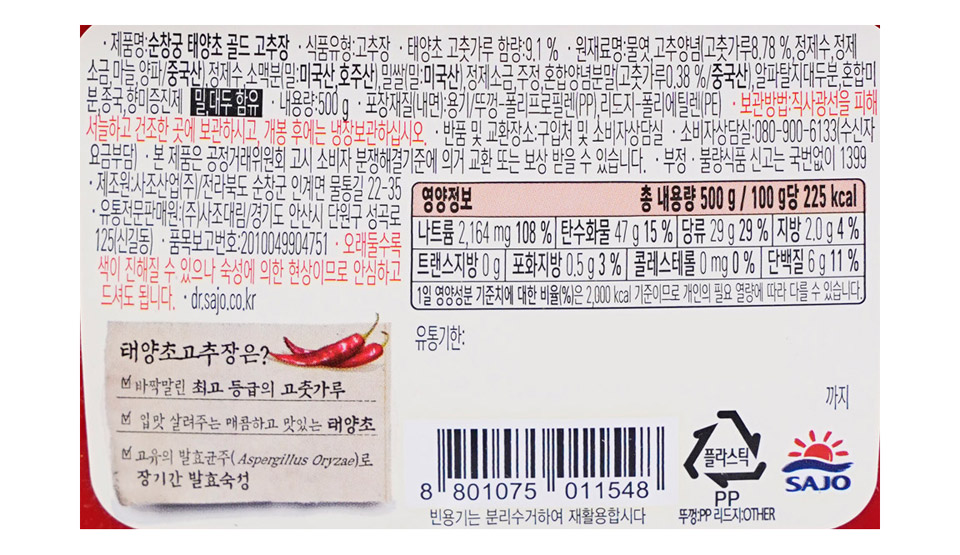 ·제품명:순창궁 태양초 골드 고추장 ·식품유형:고추장 ·태양초 고춧가루 함량:9.1 % ·원재료명:물엿,고추양념(고춧가루8.78 %,정제수,정제
소금,마늘,양파/중국산),정제수,소맥분(밀:미국산,호주산),밀쌀(밀:미국산),정제소금,주정,혼합양념분말(고춧가루0.38 %/중국산),알파탈지대두분,혼합미
분,종국,향미증진제 밀,대두 함유 ·내용량:500 g ·포장재질(내면):용기/뚜껑-폴리프로필렌(PP),리드지-폴리에틸렌(PE) ·보관방법:직사광선을 피해
서늘하고 건조한 곳에 보관하시고, 개봉 후에는 냉장보관하십시오. ·반품 및 교환장소:구입처 및 소비자상담실 ·소비자상담실:080-900-6133(수신자
요금부담) ·본 제품은 공정거래위원회 고시 소비자 분쟁해결기준에 의거 교환 또는 보상 받을 수 있습니다. ·부정·불량식품 신고는 국번없이 1399
·제조원:사조산업(주)/전라북도 순창군 인계면 물통길 22-35
·유통전문판매원:(주)사조대림/경기도 안산시 단원구 성곡로
125(신길동) ·품목보고번호:2010049904751 ·오래둘수록
색이 진해질 수 있으나 숙성에 의한 현상이므로 안심하고
드셔도 됩니다. ·dr.sajo.co.kr
영양정보 총 내용량 500 g / 100 g당 225 kcal
나트륨 2,164 mg 108 % 탄수화물 47 g 15 % 당류 29 g 29 % 지방 2.0 g 4 %
트랜스지방 0 g 포화지방 0.5 g 3 % 콜레스테롤 0 mg 0 % 단백질 6 g 11 %
1일 영양성분 기준치에 대한 비율(%)은 2,000 kcal 기준이므로 개인의 필요 열량에 따라 다를 수 있습니다.
유통기한:
까지
태양초고추장은?
바짝말린 최고 등급의 고춧가루
입맛 살려주는 매콤하고 맛있는 태양초
고유의 발효균주(Aspergillus Oryzae)로
장기간 발효숙성
8 801075 011548
빈용기는 분리수거하여 재활용합시다
플라스틱
PP
뚜껑:PP 리드지:OTHER
SAJO